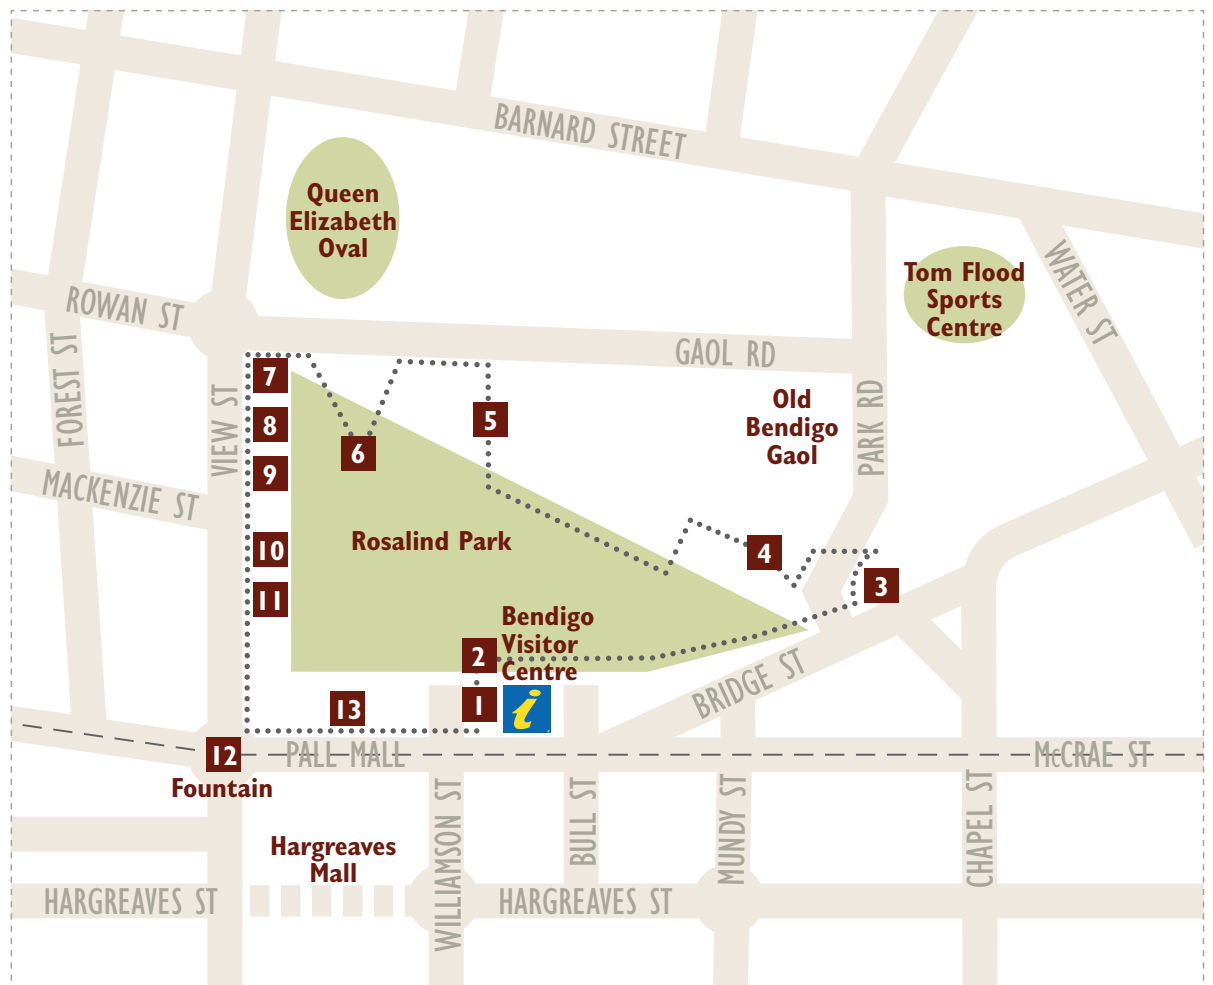 BARNARD STREET
Queen
Elizabeth
Oval
Tom Flood
Sports
Centre
WATER ST
ROWAN ST
GAOL RD
FOREST ST
VIEW ST
PARK RD
Old
Bendigo
Gaol
7
8
9
10
11
6
5
4
3
MACKENZIE ST
Rosalind Park
Bendigo
Visitor
Centre
2
1
i
13
BRIDGE ST
12
Fountain
PALL MALL
McCRAE ST
WILLIAMSON ST
BULL ST
MUNDY ST
CHAPEL ST
Hargreaves
Mall
HARGREAVES ST
HARGREAVES ST